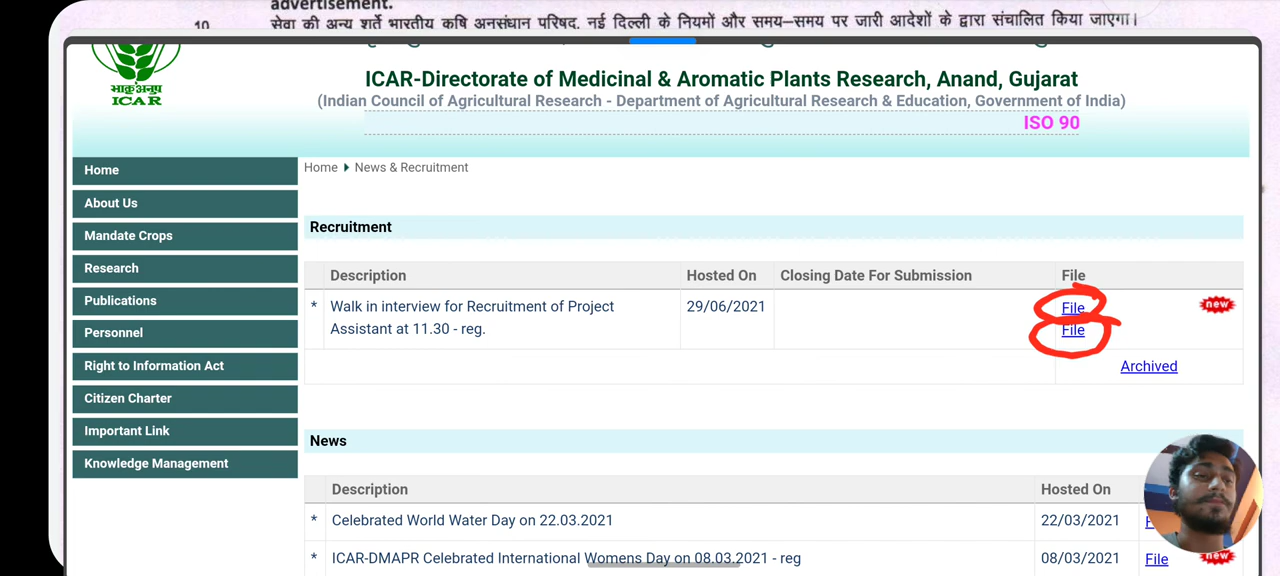 advertisement.
10 सेवा की अन्य शर्ते भारतीय कृषि अनुसंधान परिषद, नई दिल्ली के नियमों और समय–समय पर जारी आदेशों के द्वारा संचालित किया जाएगा।
भाकृअनुप
ICAR
ICAR-Directorate of Medicinal & Aromatic Plants Research, Anand, Gujarat
(Indian Council of Agricultural Research - Department of Agricultural Research & Education, Government of India)
ISO 90
Home
About Us
Mandate Crops
Research
Publications
Personnel
Right to Information Act
Citizen Charter
Important Link
Knowledge Management
Home News & Recruitment
Recruitment
Description Hosted On Closing Date For Submission File
* Walk in interview for Recruitment of Project 29/06/2021 File new
Assistant at 11.30 - reg. File
Archived
News
Description Hosted On
* Celebrated World Water Day on 22.03.2021 22/03/2021
* ICAR-DMAPR Celebrated International Womens Day on 08.03.2021 - reg 08/03/2021 File new